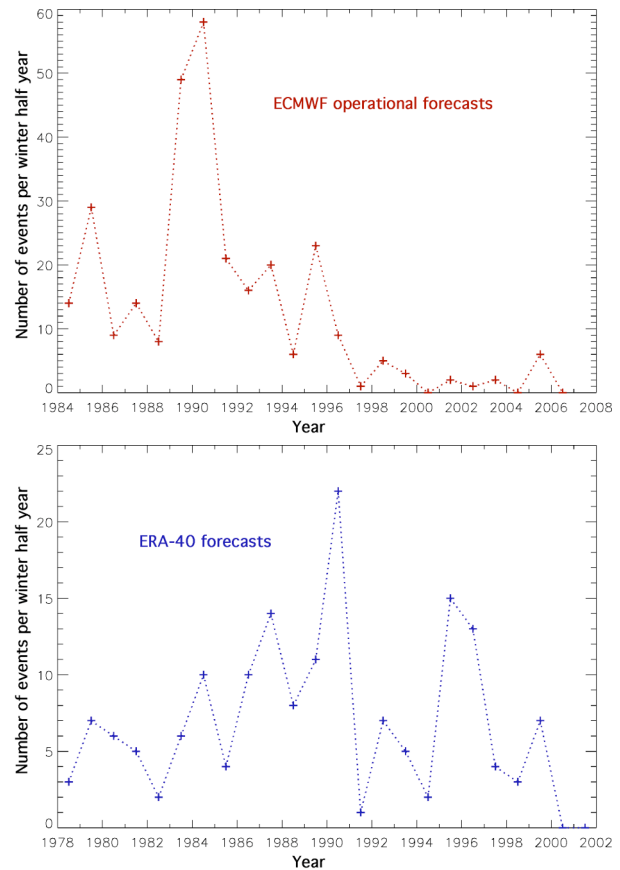 60
50
40
30
20
10
0
Number of events per winter half year
ECMWF operational forecasts
1984 1986 1988 1990 1992 1994 1996 1998 2000 2002 2004 2006 2008
Year
25
20
15
10
5
0
Number of events per winter half year
ERA-40 forecasts
1978 1980 1982 1984 1986 1988 1990 1992 1994 1996 1998 2000 2002
Year